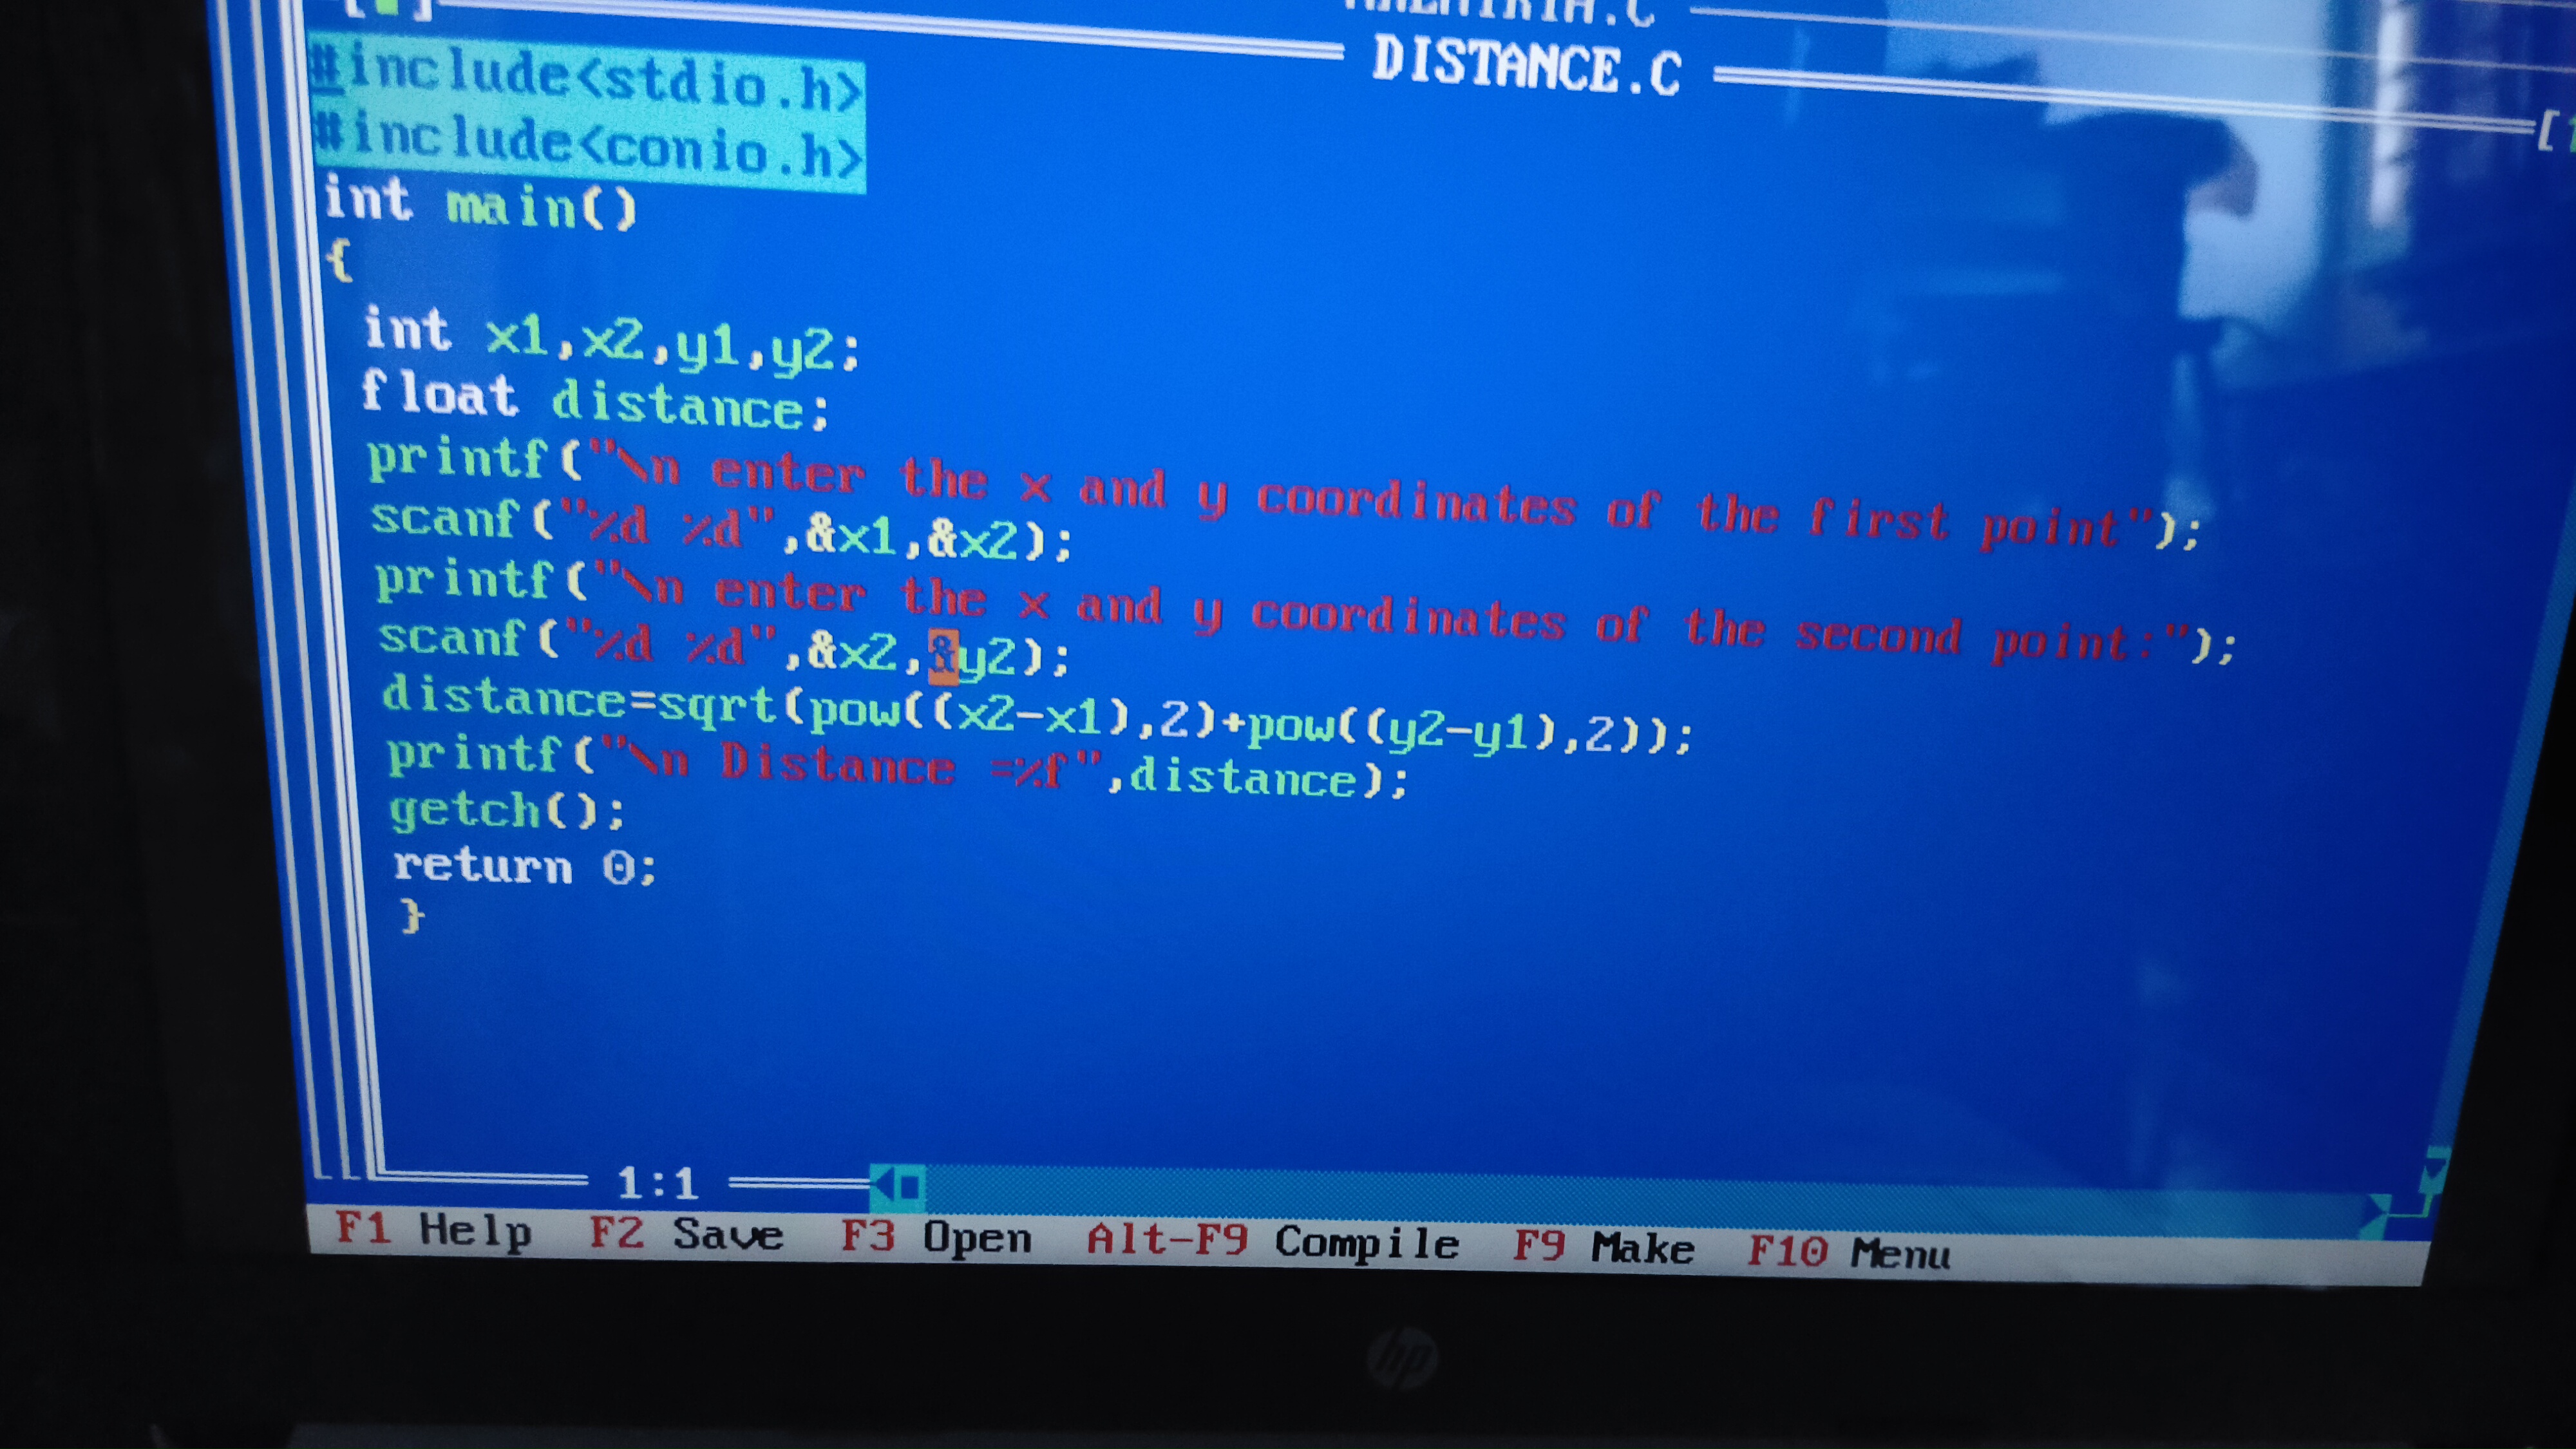 DISTANCE.C
#include<stdio.h>
#include<conio.h>
int main()
{
int x1,x2,y1,y2;
float distance;
printf("\n enter the x and y coordinates of the first point");
scanf("%d %d",&x1,&x2);
printf("\n enter the x and y coordinates of the second point:");
scanf("%d %d",&x2,&y2);
distance=sqrt(pow((x2-x1),2)+pow((y2-y1),2));
printf("\n Distance =%f",distance);
getch();
return 0;
}
1:1
F1 Help F2 Save F3 Open Alt-F9 Compile F9 Make F10 Menu
hp